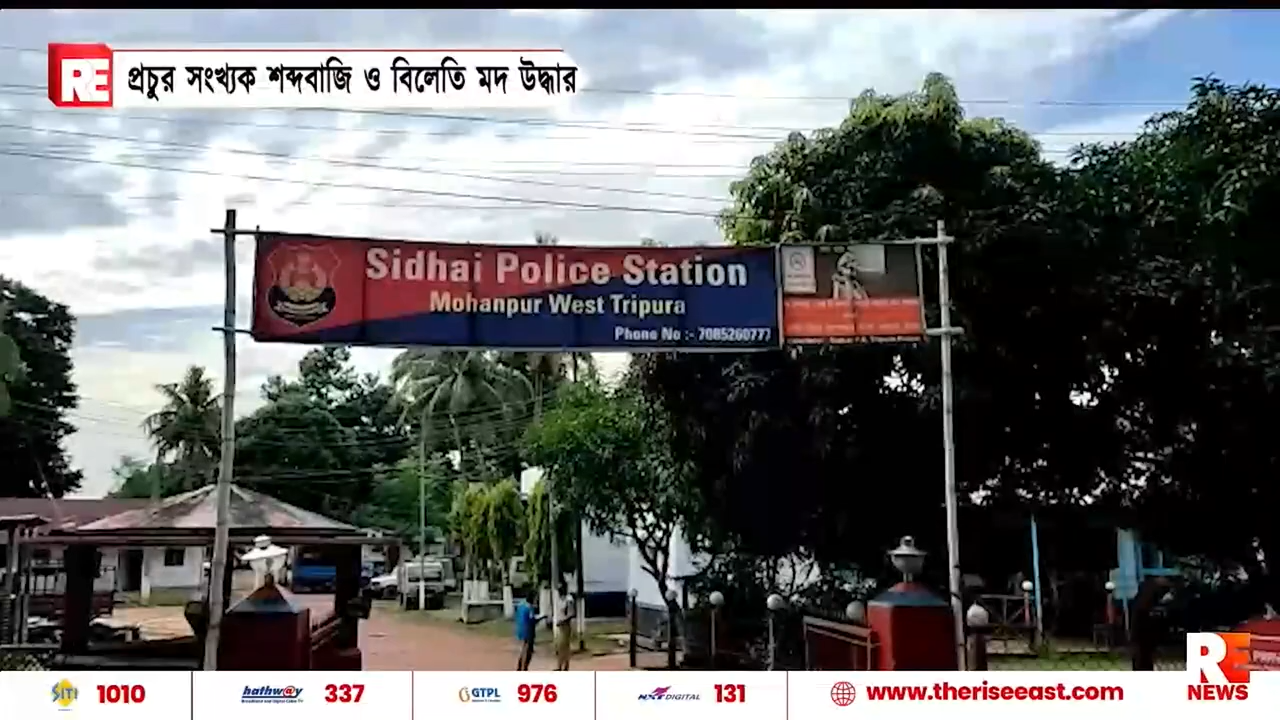 RE প্রচুর সংখ্যক শব্দবাজি ও বিলেতি মদ উদ্ধার
Sidhai Police Station
Mohanpur West Tripura
Phone No :- 7085260777
SITI 1010
hathw@y 337
GTPL 976
NXT DIGITAL 131
www.theriseeast.com
RE
NEWS